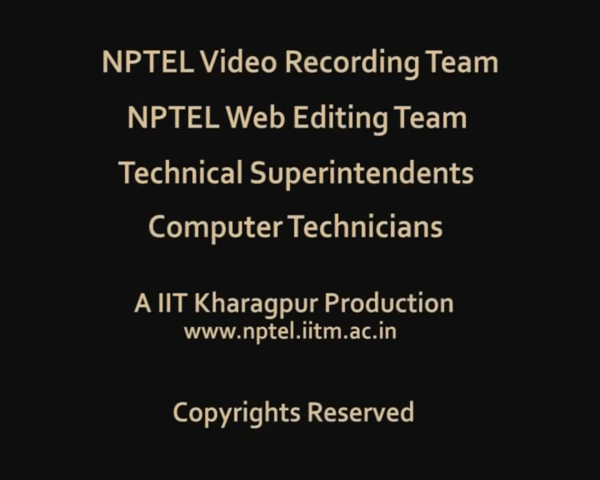 NPTEL Video Recording Team
NPTEL Web Editing Team
Technical Superintendents
Computer Technicians
A IIT Kharagpur Production
www.nptel.iitm.ac.in
Copyrights Reserved